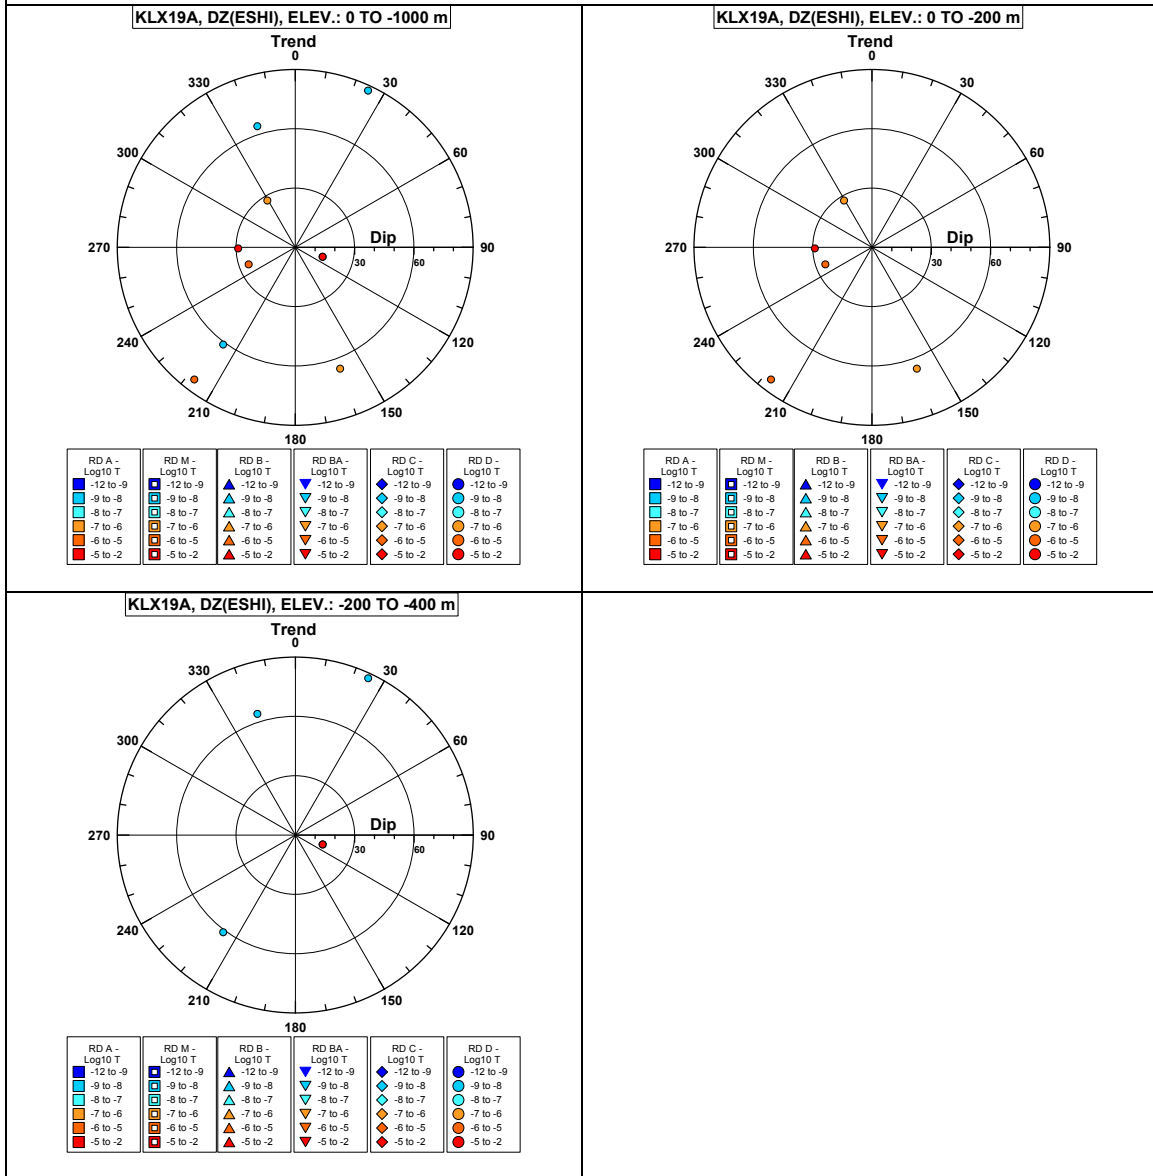 KLX19A, DZ(ESHI), ELEV.: 0 TO -1000 m
Trend
0
330 30
300 60
270 Dip 90
30 60
240 120
210 150
180
RD A - RD M - RD B - RD BA - RD C - RD D -
Log10 T Log10 T Log10 T Log10 T Log10 T Log10 T
-12 to -9 -12 to -9 -12 to -9 -12 to -9 -12 to -9 -12 to -9
-9 to -8 -9 to -8 -9 to -8 -9 to -8 -9 to -8 -9 to -8
-8 to -7 -8 to -7 -8 to -7 -8 to -7 -8 to -7 -8 to -7
-7 to -6 -7 to -6 -7 to -6 -7 to -6 -7 to -6 -7 to -6
-6 to -5 -6 to -5 -6 to -5 -6 to -5 -6 to -5 -6 to -5
-5 to -2 -5 to -2 -5 to -2 -5 to -2 -5 to -2 -5 to -2
KLX19A, DZ(ESHI), ELEV.: 0 TO -200 m
Trend
0
330 30
300 60
270 Dip 90
30 60
240 120
210 150
180
RD A - RD M - RD B - RD BA - RD C - RD D -
Log10 T Log10 T Log10 T Log10 T Log10 T Log10 T
-12 to -9 -12 to -9 -12 to -9 -12 to -9 -12 to -9 -12 to -9
-9 to -8 -9 to -8 -9 to -8 -9 to -8 -9 to -8 -9 to -8
-8 to -7 -8 to -7 -8 to -7 -8 to -7 -8 to -7 -8 to -7
-7 to -6 -7 to -6 -7 to -6 -7 to -6 -7 to -6 -7 to -6
-6 to -5 -6 to -5 -6 to -5 -6 to -5 -6 to -5 -6 to -5
-5 to -2 -5 to -2 -5 to -2 -5 to -2 -5 to -2 -5 to -2
KLX19A, DZ(ESHI), ELEV.: -200 TO -400 m
Trend
0
330 30
300 60
270 Dip 90
30 60
240 120
210 150
180
RD A - RD M - RD B - RD BA - RD C - RD D -
Log10 T Log10 T Log10 T Log10 T Log10 T Log10 T
-12 to -9 -12 to -9 -12 to -9 -12 to -9 -12 to -9 -12 to -9
-9 to -8 -9 to -8 -9 to -8 -9 to -8 -9 to -8 -9 to -8
-8 to -7 -8 to -7 -8 to -7 -8 to -7 -8 to -7 -8 to -7
-7 to -6 -7 to -6 -7 to -6 -7 to -6 -7 to -6 -7 to -6
-6 to -5 -6 to -5 -6 to -5 -6 to -5 -6 to -5 -6 to -5
-5 to -2 -5 to -2 -5 to -2 -5 to -2 -5 to -2 -5 to -2